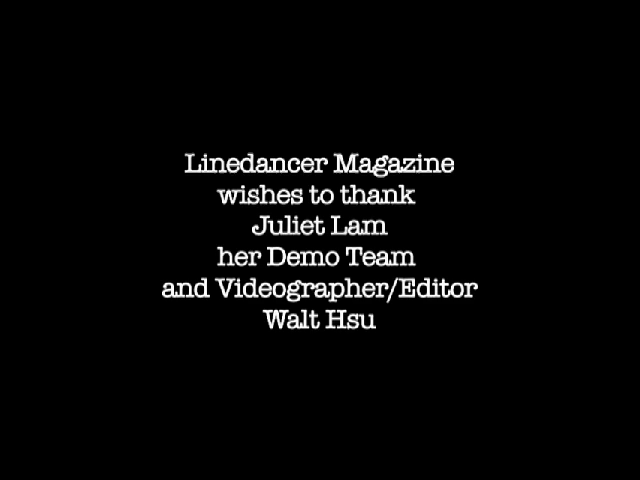 Linedancer Magazine
wishes to thank
Juliet Lam
her Demo Team
and Videographer/Editor
Walt Hsu